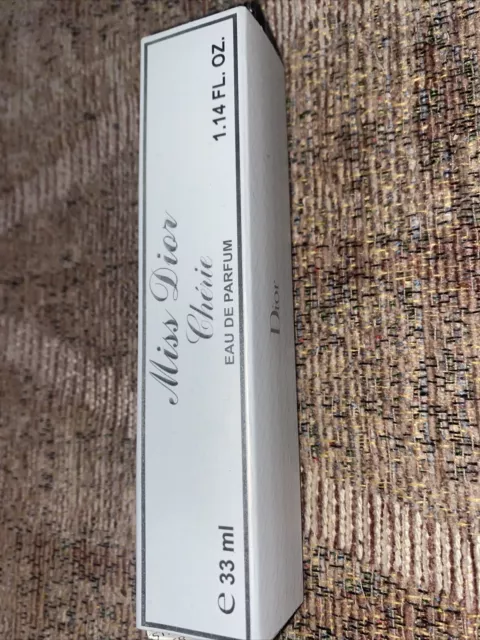 Miss Dior
Chérie
EAU DE PARFUM
℮ 33 ml
1.14 FL. OZ.
Dior